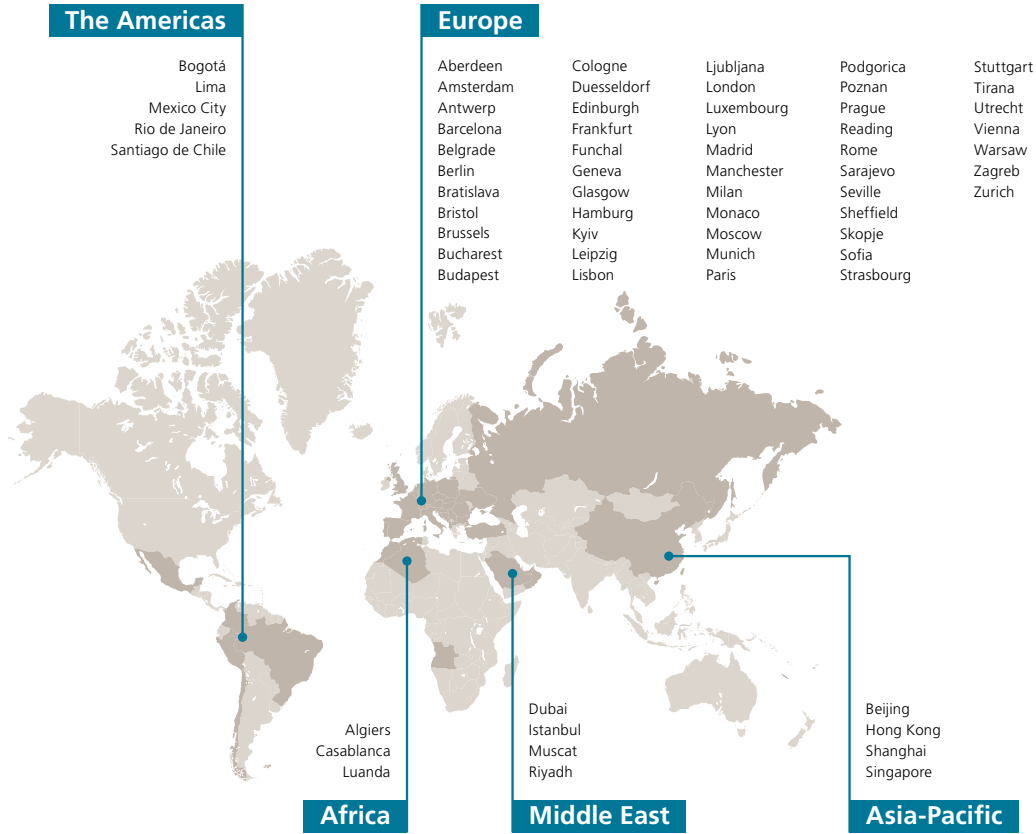 The Americas
Bogotá
Lima
Mexico City
Rio de Janeiro
Santiago de Chile
Europe
Aberdeen
Amsterdam
Antwerp
Barcelona
Belgrade
Berlin
Bratislava
Bristol
Brussels
Bucharest
Budapest
Cologne
Duesseldorf
Edinburgh
Frankfurt
Funchal
Geneva
Glasgow
Hamburg
Kyiv
Leipzig
Lisbon
Ljubljana
London
Luxembourg
Lyon
Madrid
Manchester
Milan
Monaco
Moscow
Munich
Paris
Podgorica
Poznan
Prague
Reading
Rome
Sarajevo
Seville
Sheffield
Skopje
Sofia
Strasbourg
Stuttgart
Tirana
Utrecht
Vienna
Warsaw
Zagreb
Zurich
Algiers
Casablanca
Luanda
Africa
Dubai
Istanbul
Muscat
Riyadh
Middle East
Beijing
Hong Kong
Shanghai
Singapore
Asia-Pacific